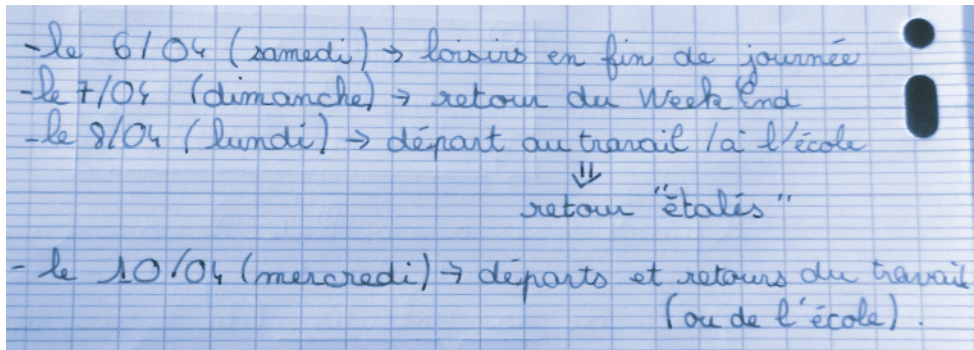 -le 6/04 (samedi) → loisirs en fin de journée
-le 7/04 (dimanche) → retour du Week End
-le 8/04 (lundi) → départ au travail /à l'école
⇓
retour "étalés"
- le 10/04 (mercredi) → départs et retours du travail
(ou de l'école).